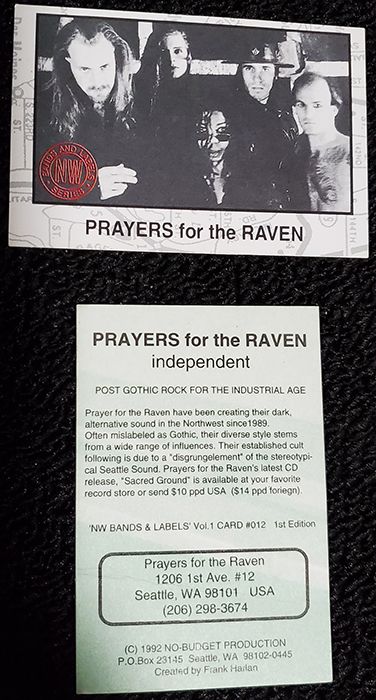 BANDS AND LABELS
NW
SERIES
PRAYERS for the RAVEN
PRAYERS for the RAVEN
independent
POST GOTHIC ROCK FOR THE INDUSTRIAL AGE
Prayer for the Raven have been creating their dark,
alternative sound in the Northwest since1989.
Often mislabeled as Gothic, their diverse style stems
from a wide range of influences. Their established cult
following is due to a "disgrungelement" of the stereotypi-
cal Seattle Sound. Prayers for the Raven's latest CD
release, "Sacred Ground" is available at your favorite
record store or send $10 ppd USA ($14 ppd foriegn).
'NW BANDS & LABELS' Vol.1 CARD #012 1st Edition
Prayers for the Raven
1206 1st Ave. #12
Seattle, WA 98101 USA
(206) 298-3674
(C) 1992 NO-BUDGET PRODUCTION
P.O.Box 23145 Seattle, WA 98102-0445
Created by Frank Harlan